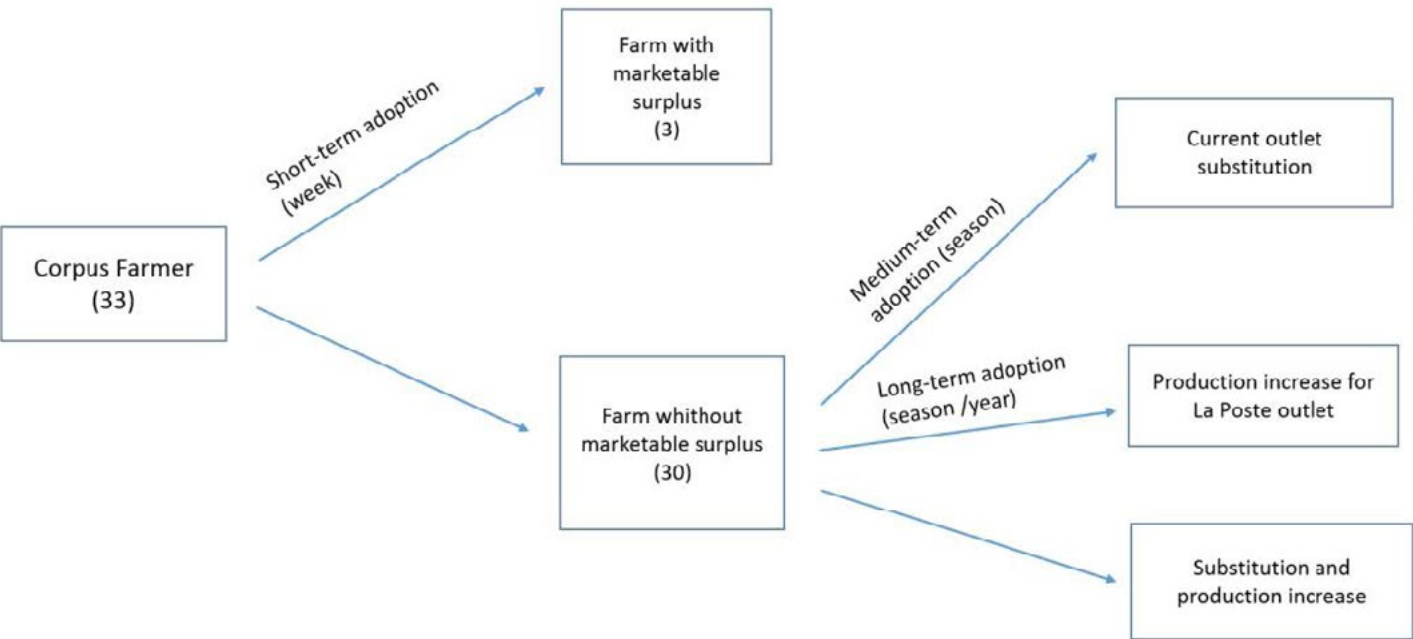 Corpus Farmer
(33)
Short-term adoption
(week)
Farm with
marketable
surplus
(3)
Farm whithout
marketable surplus
(30)
Medium-term
adoption (season)
Long-term adoption
(season /year)
Current outlet
substitution
Production increase for
La Poste outlet
Substitution and
production increase